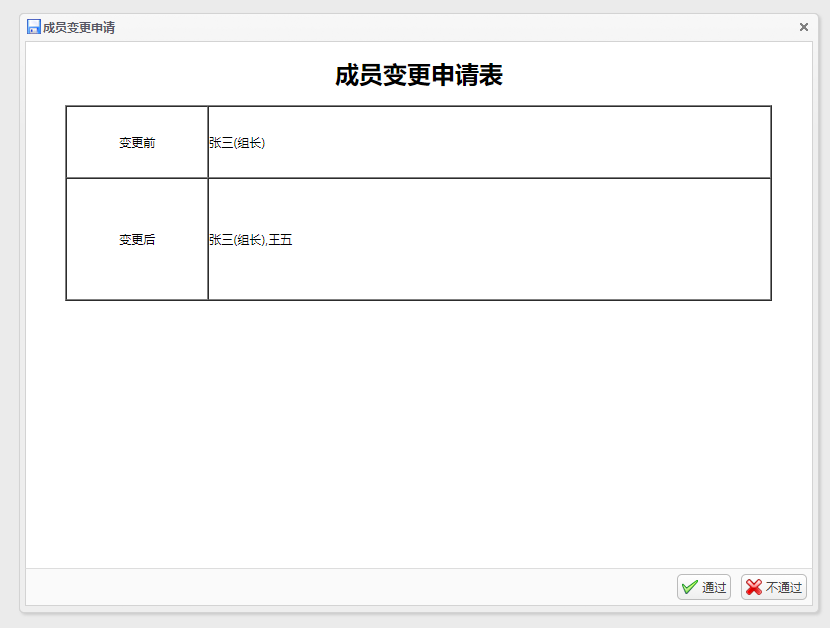 成员变更申请
成员变更申请表
变更前
张三(组长)
变更后
张三(组长),王五
通过
不通过